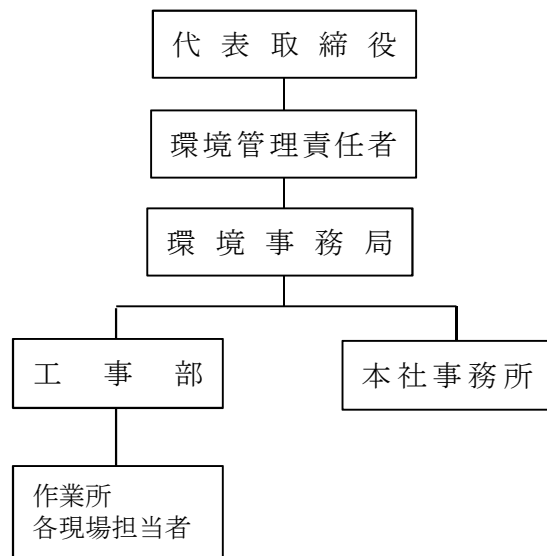 代表取締役
環境管理責任者
環境事務局
工事部
本社事務所
作業所
各現場担当者